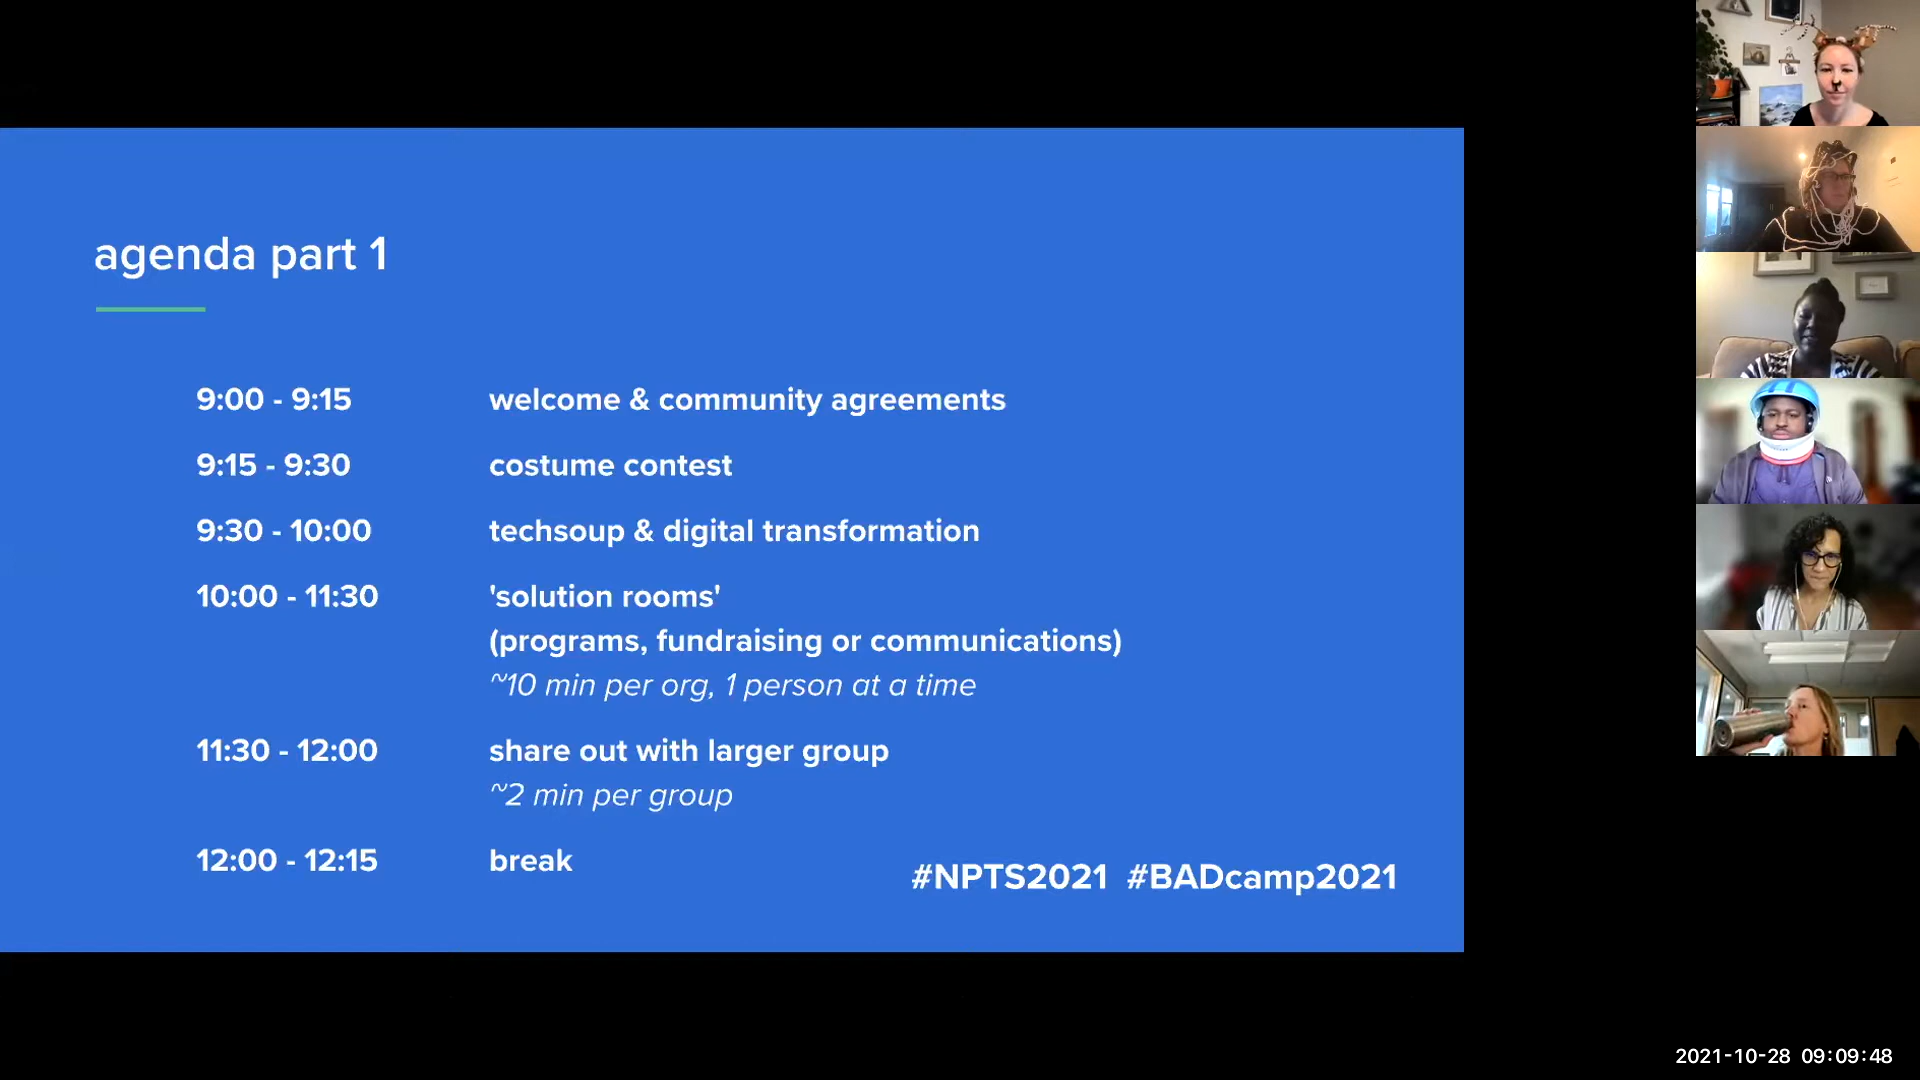 agenda part 1
9:00 - 9:15 welcome & community agreements
9:15 - 9:30 costume contest
9:30 - 10:00 techsoup & digital transformation
10:00 - 11:30 'solution rooms'
(programs, fundraising or communications)
~10 min per org, 1 person at a time
11:30 - 12:00 share out with larger group
~2 min per group
12:00 - 12:15 break
#NPTS2021 #BADcamp2021
2021-10-28 09:09:48